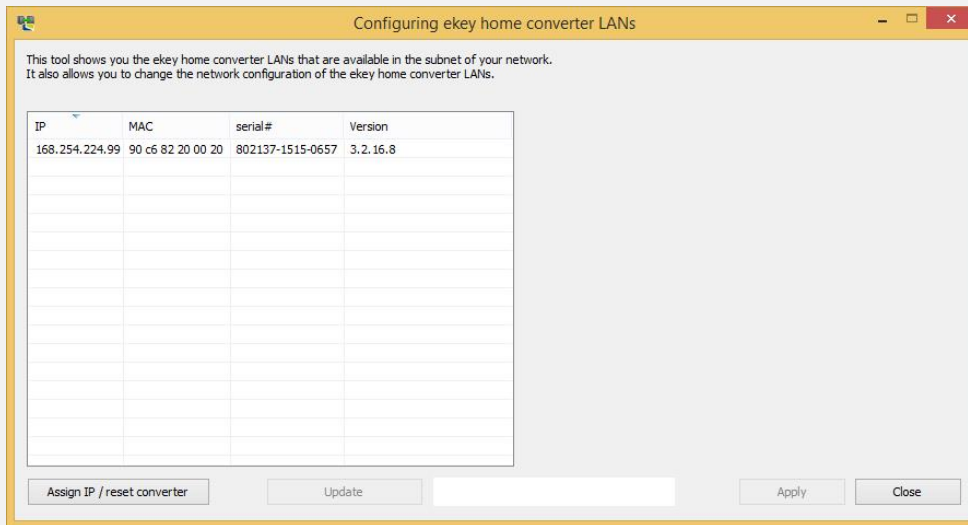 Configuring ekey home converter LANs
This tool shows you the ekey home converter LANs that are available in the subnet of your network.
It also allows you to change the network configuration of the ekey home converter LANs.
IP MAC serial# Version
168.254.224.99 90 c6 82 20 00 20 802137-1515-0657 3.2.16.8
Assign IP / reset converter Update Apply Close